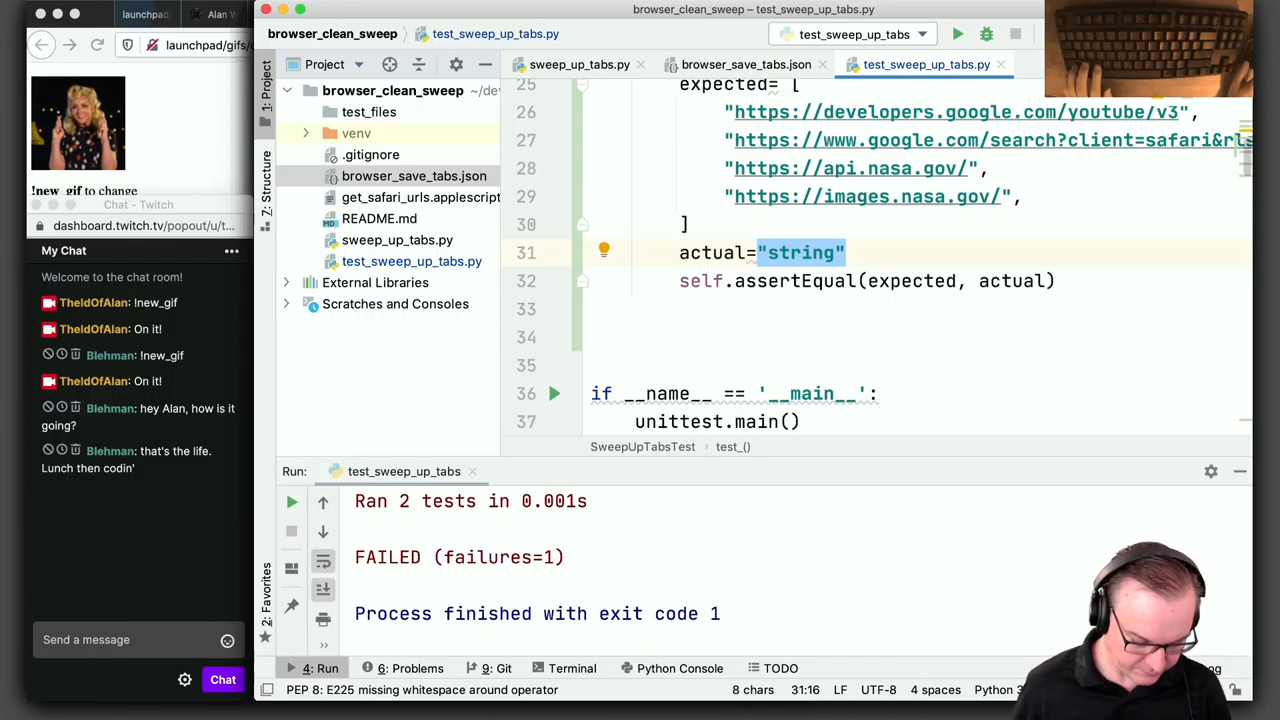 launchpad/
Alan W
launchpad/gifs/
!new_gif to change
Chat - Twitch
dashboard.twitch.tv/popout/u/t...
My Chat
Welcome to the chat room!
TheIdOfAlan: !new_gif
TheIdOfAlan: On it!
Blehman: !new_gif
TheIdOfAlan: On it!
Blehman: hey Alan, how is it
going?
Blehman: that's the life.
Lunch then codin'
Send a message
Chat
browser_clean_sweep – test_sweep_up_tabs.py
browser_clean_sweep
test_sweep_up_tabs.py
test_sweep_up_tabs
1: Project
7: Structure
2: Favorites
Project
browser_clean_sweep ~/de
test_files
venv
.gitignore
browser_save_tabs.json
get_safari_urls.applescript
README.md
sweep_up_tabs.py
test_sweep_up_tabs.py
External Libraries
Scratches and Consoles
sweep_up_tabs.py
browser_save_tabs.json
test_sweep_up_tabs.py
25 expected= [
26 "https://developers.google.com/youtube/v3",
27 "https://www.google.com/search?client=safari&rls
28 "https://api.nasa.gov/",
29 "https://images.nasa.gov/",
30 ]
31 actual="string"
32 self.assertEqual(expected, actual)
33
34
35
36 if __name__ == '__main__':
37 unittest.main()
SweepUpTabsTest › test_()
Run: test_sweep_up_tabs
Ran 2 tests in 0.001s
FAILED (failures=1)
Process finished with exit code 1
4: Run
6: Problems
9: Git
Terminal
Python Console
TODO
PEP 8: E225 missing whitespace around operator
8 chars
31:16
LF
UTF-8
4 spaces
Python 3